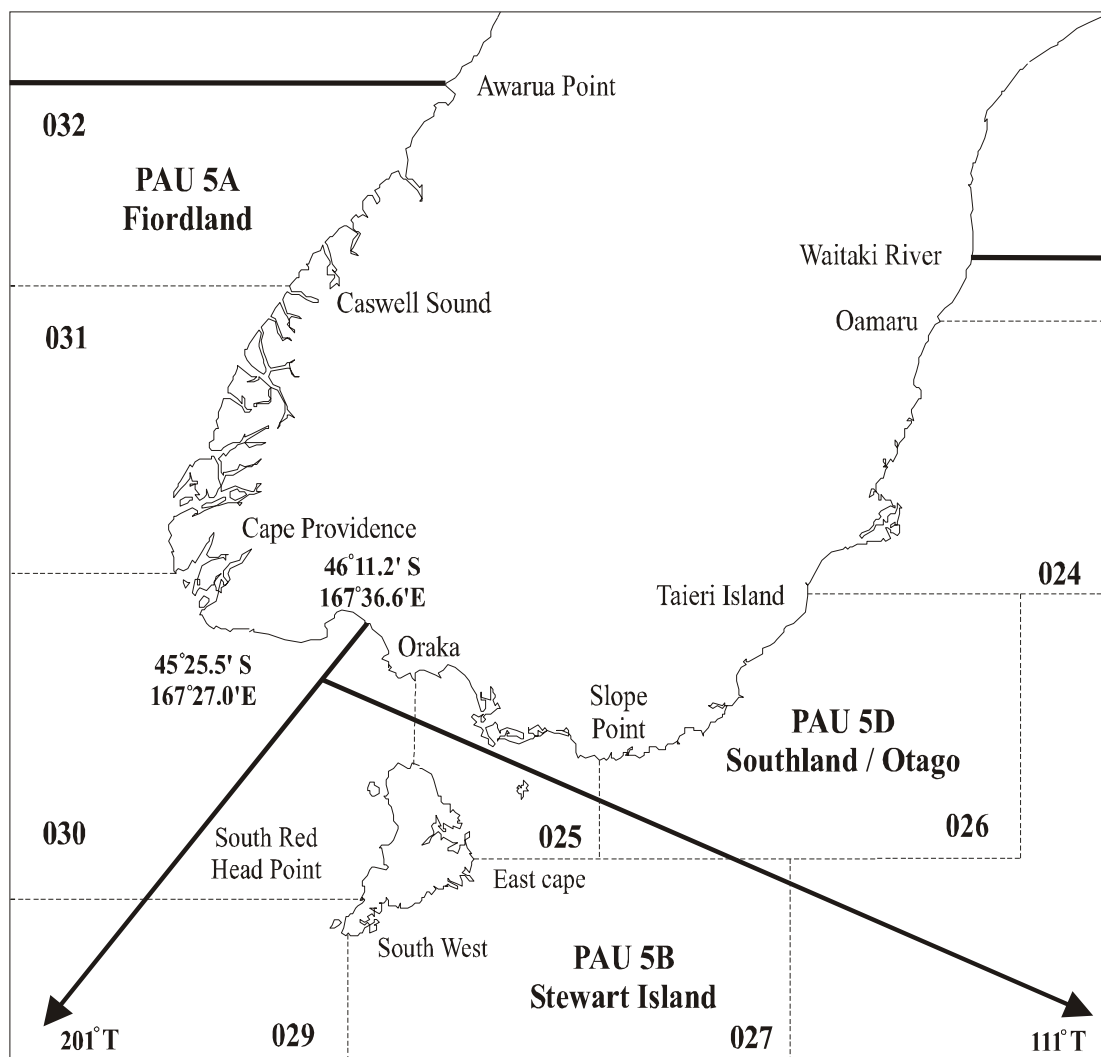 Awarua Point
032
PAU 5A
Fiordland
Waitaki River
Caswell Sound
Oamaru
031
Cape Providence
46°11.2' S
167°36.6'E
024
Taieri Island
Oraka
45°25.5' S
167°27.0'E
Slope
Point
PAU 5D
Southland / Otago
030
South Red
Head Point
025
026
East cape
South West
PAU 5B
Stewart Island
201°T
029
027
111°T